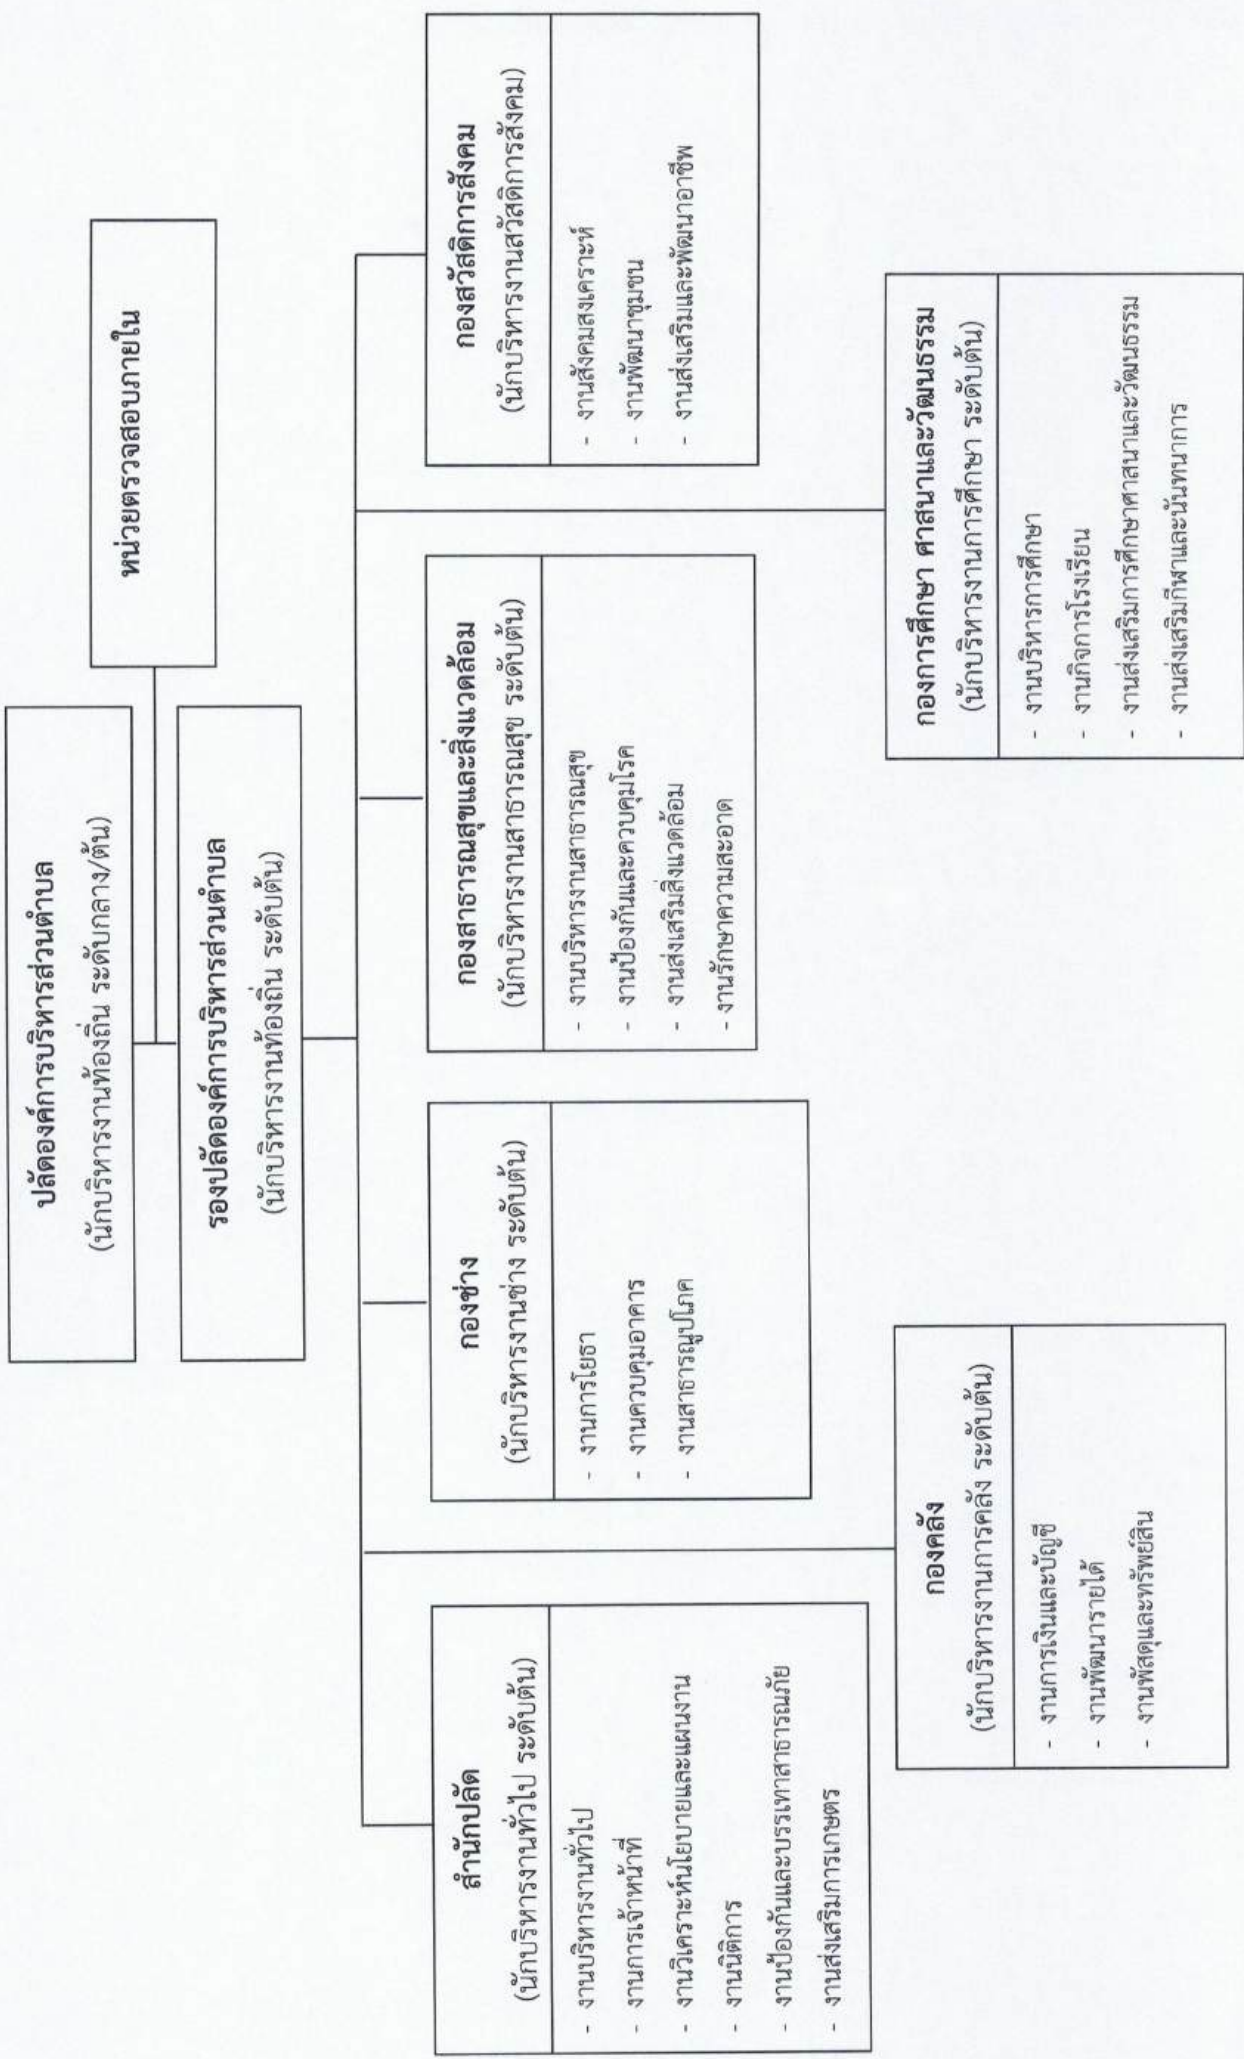 ปลัดองค์การบริหารส่วนตำบล
(นักบริหารงานท้องถิ่น ระดับกลาง/ต้น)
หน่วยตรวจสอบภายใน
รองปลัดองค์การบริหารส่วนตำบล
(นักบริหารงานท้องถิ่น ระดับต้น)
สำนักปลัด
(นักบริหารงานทั่วไป ระดับต้น)
- งานบริหารงานทั่วไป
- งานการเจ้าหน้าที่
- งานวิเคราะห์นโยบายและแผนงาน
- งานนิติการ
- งานป้องกันและบรรเทาสาธารณภัย
- งานส่งเสริมการเกษตร
กองช่าง
(นักบริหารงานช่าง ระดับต้น)
- งานการโยธา
- งานควบคุมอาคาร
- งานสาธารณูปโภค
กองสาธารณสุขและสิ่งแวดล้อม
(นักบริหารงานสาธารณสุข ระดับต้น)
- งานบริหารงานสาธารณสุข
- งานป้องกันและควบคุมโรค
- งานส่งเสริมสิ่งแวดล้อม
- งานรักษาความสะอาด
กองสวัสดิการสังคม
(นักบริหารงานสวัสดิการสังคม)
- งานสังคมสงเคราะห์
- งานพัฒนาชุมชน
- งานส่งเสริมและพัฒนาอาชีพ
กองคลัง
(นักบริหารงานการคลัง ระดับต้น)
- งานการเงินและบัญชี
- งานพัฒนารายได้
- งานพัสดุและทรัพย์สิน
กองการศึกษา ศาสนาและวัฒนธรรม
(นักบริหารงานการศึกษา ระดับต้น)
- งานบริหารการศึกษา
- งานกิจการโรงเรียน
- งานส่งเสริมการศึกษาศาสนาและวัฒนธรรม
- งานส่งเสริมกีฬาและนันทนาการ